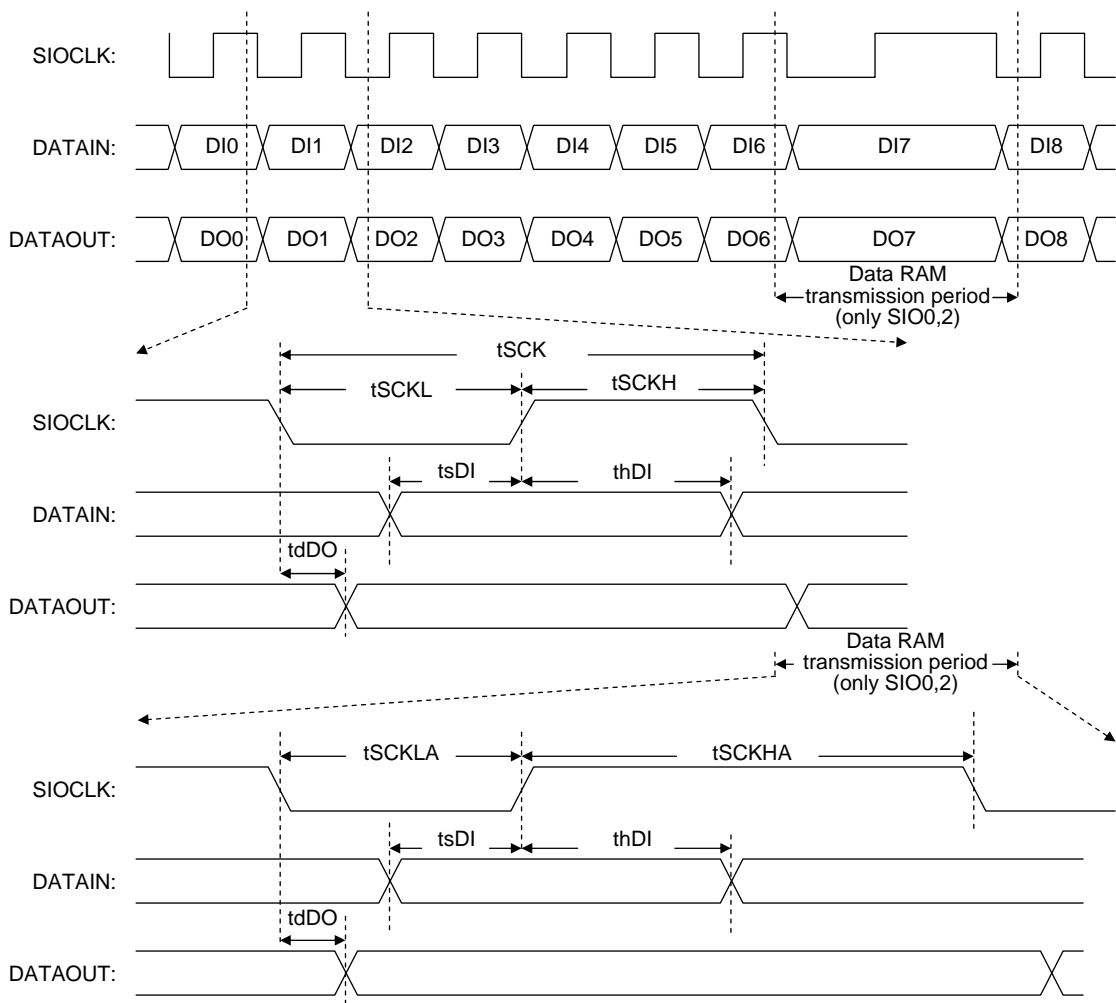 SIOCLK:
DATAIN: DI0 DI1 DI2 DI3 DI4 DI5 DI6 DI7 DI8
DATAOUT: DO0 DO1 DO2 DO3 DO4 DO5 DO6 DO7 DO8
Data RAM
transmission period
(only SIO0,2)
tSCK
tSCKL tSCKH
SIOCLK:
tsDI thDI
DATAIN:
tdDO
DATAOUT:
Data RAM
transmission period
(only SIO0,2)
tSCKLA tSCKHA
SIOCLK:
tsDI thDI
DATAIN:
tdDO
DATAOUT: